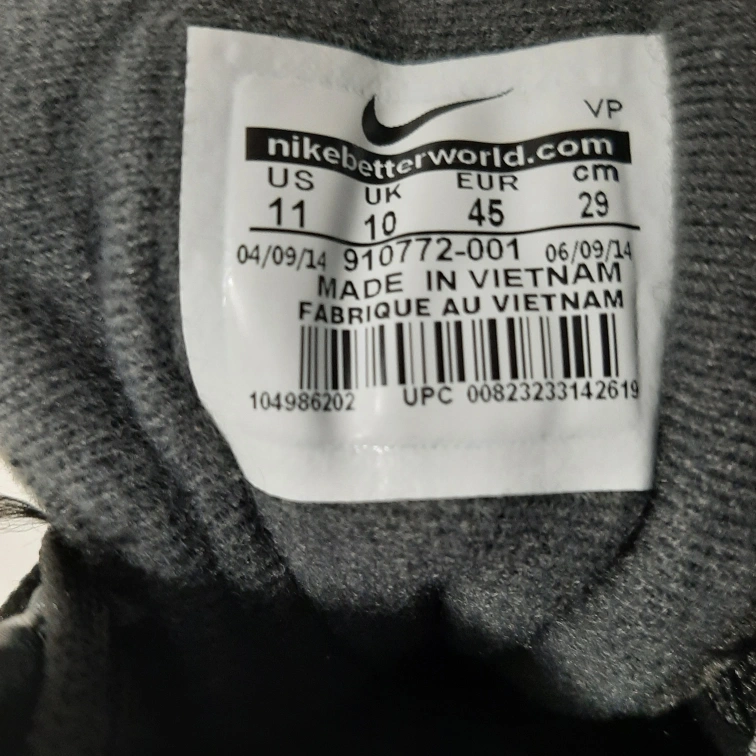 VP
nikebetterworld.com
US UK EUR cm
11 10 45 29
04/09/14 910772-001 06/09/14
MADE IN VIETNAM
FABRIQUE AU VIETNAM
104986202 UPC 00823233142619